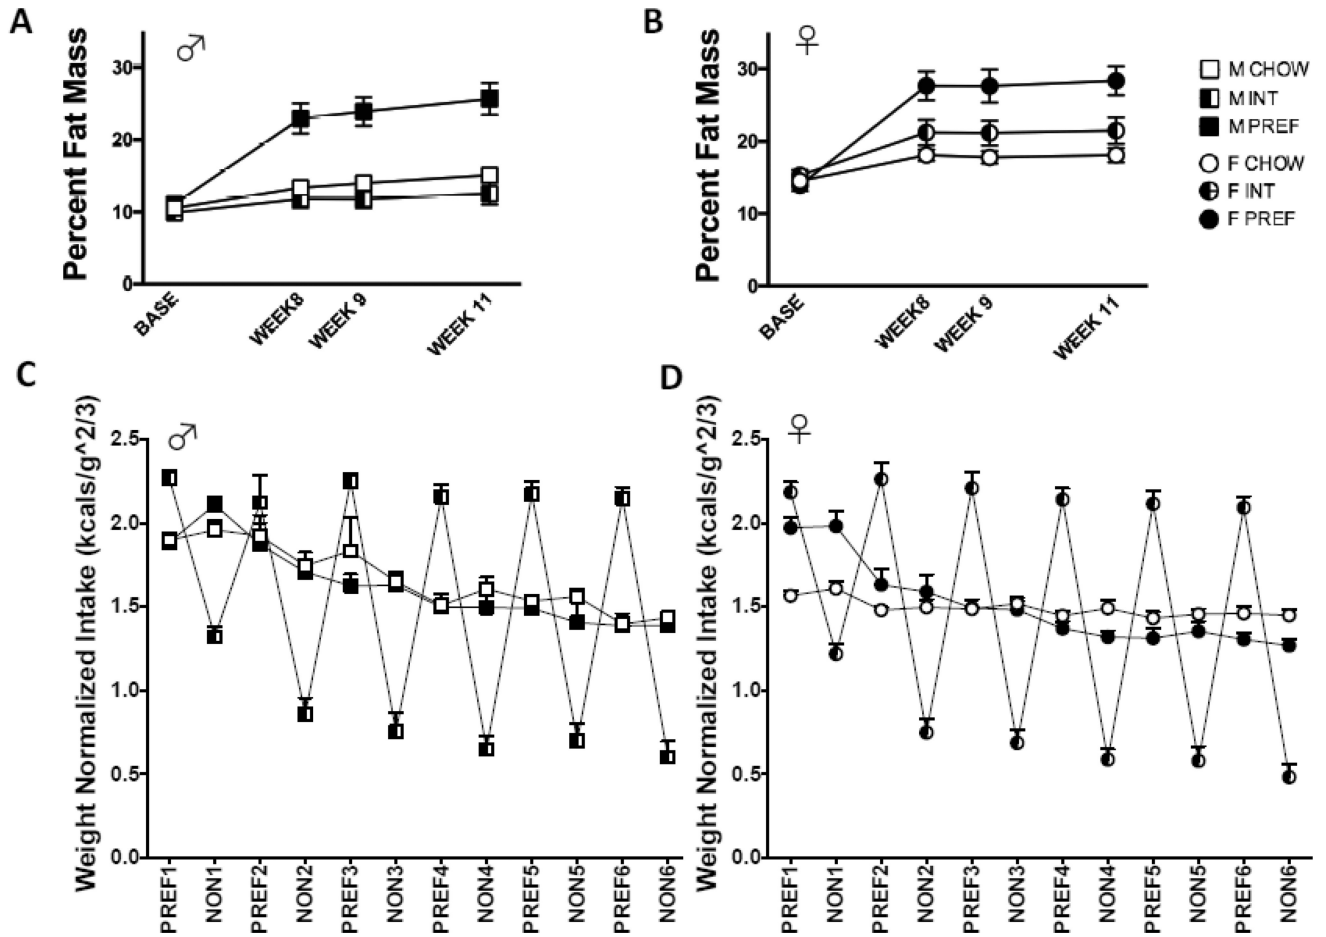 A
♂
Percent Fat Mass
30
20
10
0
BASE
WEEK8
WEEK 9
WEEK 11
B
♀
Percent Fat Mass
30
20
10
0
BASE
WEEK8
WEEK 9
WEEK 11
M CHOW
M INT
M PREF
F CHOW
F INT
F PREF
C
♂
Weight Normalized Intake (kcals/g^2/3)
2.5
2.0
1.5
1.0
0.5
0.0
PREF1
NON1
PREF2
NON2
PREF3
NON3
PREF4
NON4
PREF5
NON5
PREF6
NON6
D
♀
Weight Normalized Intake (kcals/g^2/3)
2.5
2.0
1.5
1.0
0.5
0.0
PREF1
NON1
PREF2
NON2
PREF3
NON3
PREF4
NON4
PREF5
NON5
PREF6
NON6